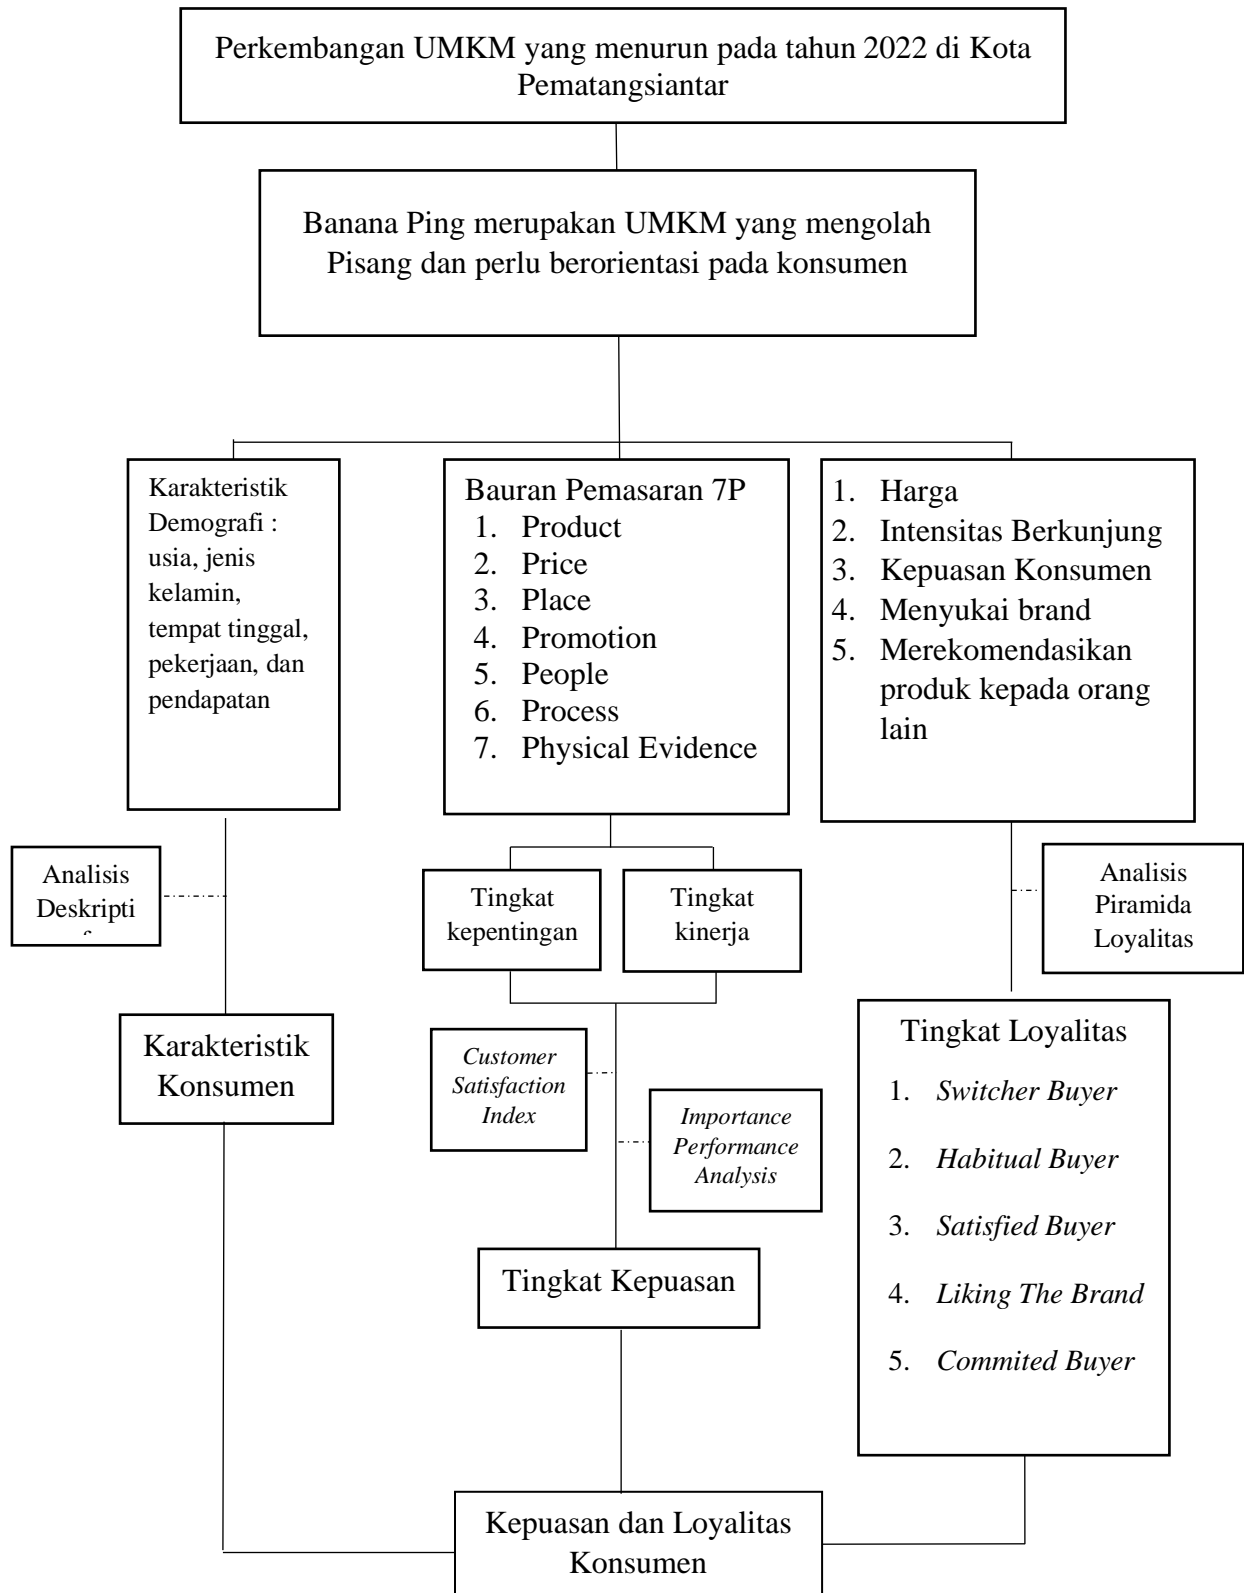 Perkembangan UMKM yang menurun pada tahun 2022 di Kota
Pematangsiantar
Banana Ping merupakan UMKM yang mengolah
Pisang dan perlu berorientasi pada konsumen
Karakteristik
Demografi :
usia, jenis
kelamin,
tempat tinggal,
pekerjaan, dan
pendapatan
Bauran Pemasaran 7P
1. Product
2. Price
3. Place
4. Promotion
5. People
6. Process
7. Physical Evidence
1. Harga
2. Intensitas Berkunjung
3. Kepuasan Konsumen
4. Menyukai brand
5. Merekomendasikan
produk kepada orang
lain
Analisis
Deskripti
Tingkat
kepentingan
Tingkat
kinerja
Analisis
Piramida
Loyalitas
Karakteristik
Konsumen
Customer
Satisfaction
Index
Importance
Performance
Analysis
Tingkat Loyalitas
1. Switcher Buyer
2. Habitual Buyer
3. Satisfied Buyer
4. Liking The Brand
5. Commited Buyer
Tingkat Kepuasan
Kepuasan dan Loyalitas
Konsumen